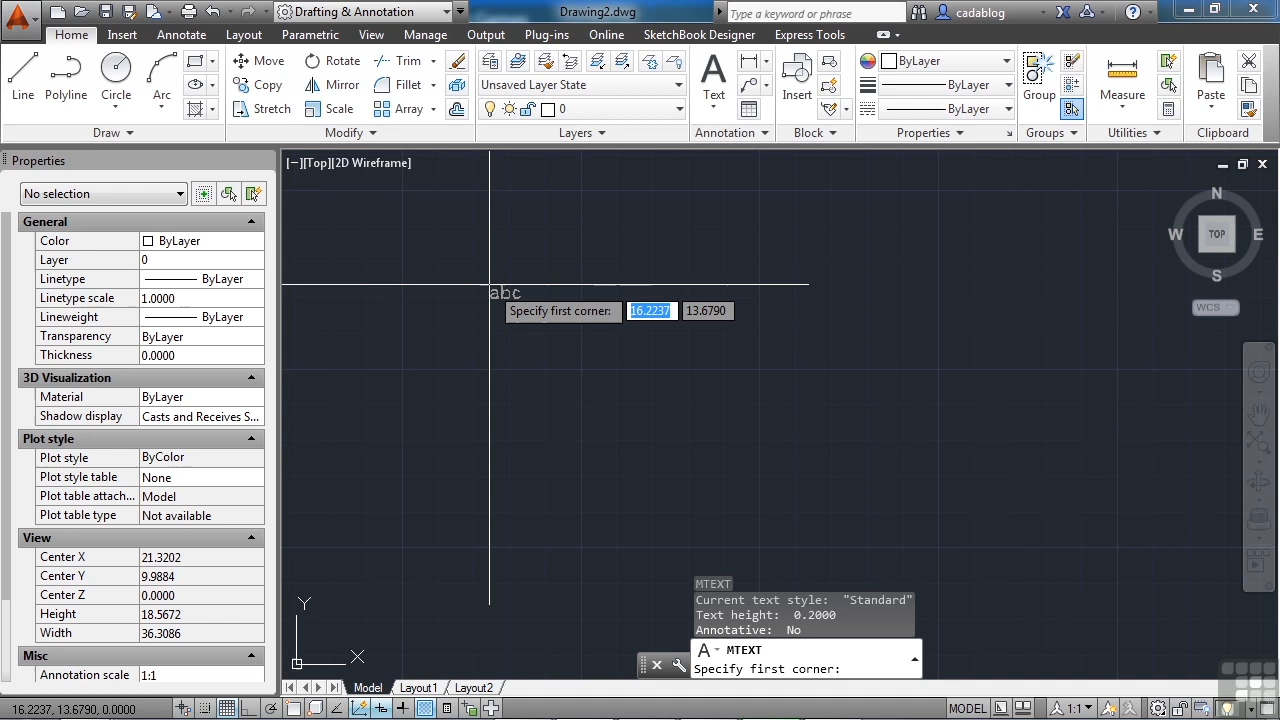 Drafting & Annotation
Drawing2.dwg
Type a keyword or phrase
cadablog
Home Insert Annotate Layout Parametric View Manage Output Plug-ins Online SketchBook Designer Express Tools
Line
Polyline
Circle
Arc
Move
Rotate
Trim
Copy
Mirror
Fillet
Stretch
Scale
Array
Unsaved Layer State
0
Text
Insert
ByLayer
ByLayer
ByLayer
Group
Measure
Paste
Draw
Modify
Layers
Annotation
Block
Properties
Groups
Utilities
Clipboard
Properties
No selection
General
Color ByLayer
Layer 0
Linetype ByLayer
Linetype scale 1.0000
Lineweight ByLayer
Transparency ByLayer
Thickness 0.0000
3D Visualization
Material ByLayer
Shadow display Casts and Receives S...
Plot style
Plot style ByColor
Plot style table None
Plot table attach... Model
Plot table type Not available
View
Center X 21.3202
Center Y 9.9884
Center Z 0.0000
Height 18.5672
Width 36.3086
Misc
Annotation scale 1:1
[−][Top][2D Wireframe]
N
W TOP E
S
WCS
abc
Specify first corner: 16.2237 13.6790
Y
X
MTEXT
Current text style: "Standard"
Text height: 0.2000
Annotative: No
A MTEXT
Specify first corner:
Model Layout1 Layout2
16.2237, 13.6790, 0.0000
MODEL
1:1